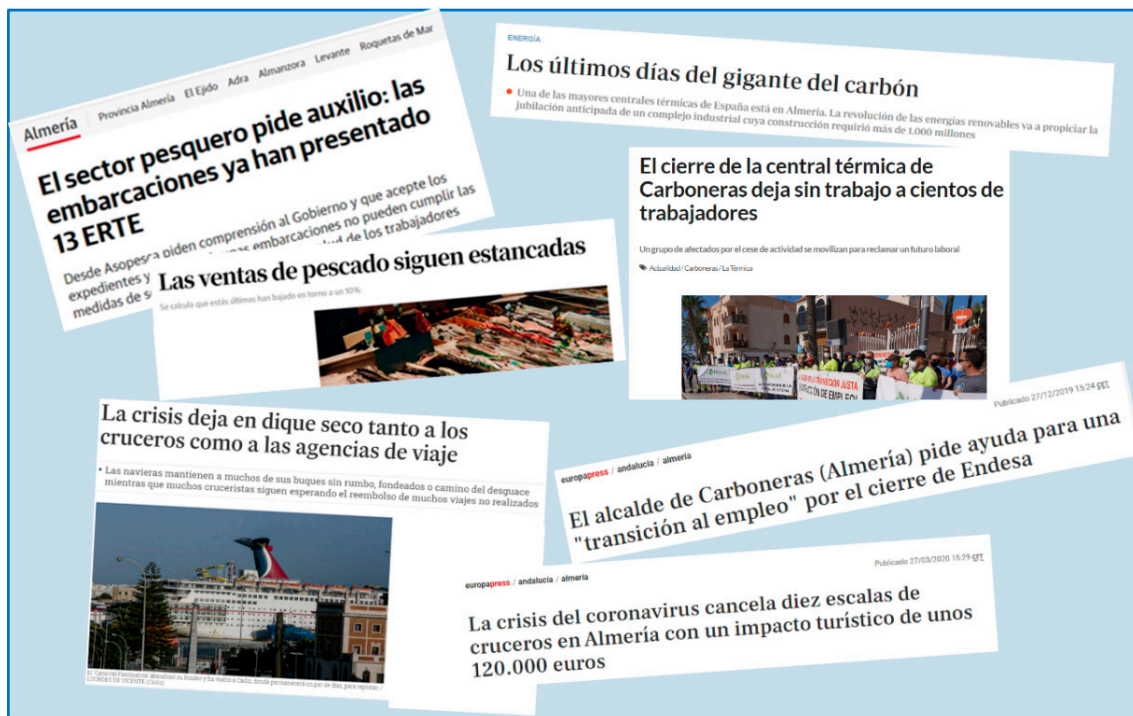 Almería Provincia Almería El Ejido Adra Almanzora Levante Roquetas de Mar
El sector pesquero pide auxilio: las
embarcaciones ya han presentado
13 ERTE
Desde Asopesca piden comprensión al Gobierno y que acepte los
expedientes y embarcaciones no pueden cumplir las
medidas de de los trabajadores
Las ventas de pescado siguen estancadas
Se calcula que estás últimos han bajado en torno a un 10%
ENERGÍA
Los últimos días del gigante del carbón
Una de las mayores centrales térmicas de España está en Almería. La revolución de las energías renovables va a propiciar la
jubilación anticipada de un complejo industrial cuya construcción requirió más de 1.000 millones
El cierre de la central térmica de
Carboneras deja sin trabajo a cientos de
trabajadores
Un grupo de afectados por el cese de actividad se movilizan para reclamar un futuro laboral
Actualidad / Carboneras / La Térmica
La crisis deja en dique seco tanto a los
cruceros como a las agencias de viaje
Las navieras mantienen a muchos de sus buques sin rumbo, fondeados o camino del desguace
mientras que muchos cruceristas siguen esperando el reembolso de muchos viajes no realizados
LOURDES DE VICENTE (Cádiz)
Publicado 27/12/2019 15:24 CET
europapress / andalucía / almería
El alcalde de Carboneras (Almería) pide ayuda para una
"transición al empleo" por el cierre de Endesa
Publicado 27/03/2020 15:29 CET
europapress / andalucía / almería
La crisis del coronavirus cancela diez escalas de
cruceros en Almería con un impacto turístico de unos
120.000 euros